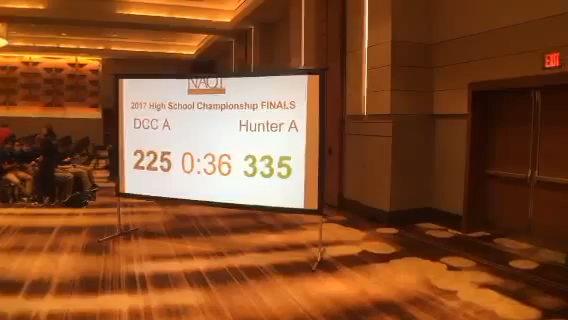 NAQT
2017 High School Championship FINALS
DCC A Hunter A
225 0:36 335
EXIT